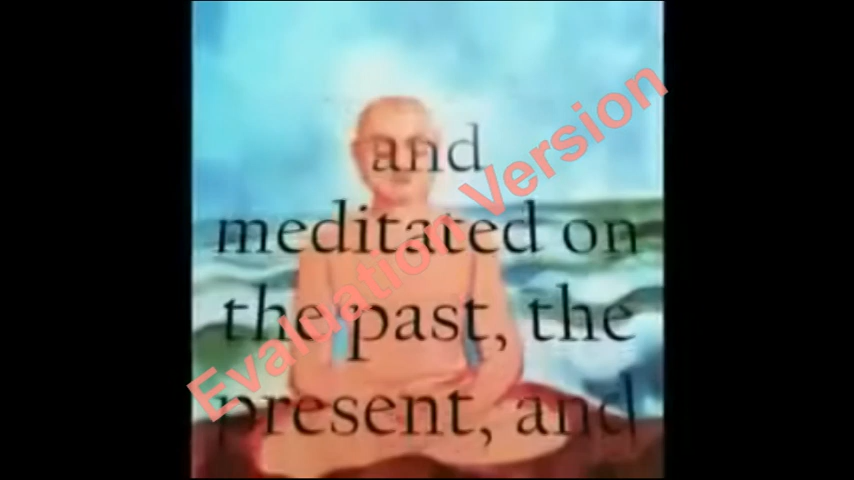 and
meditated on
the past, the
present, and
Evaluation Version